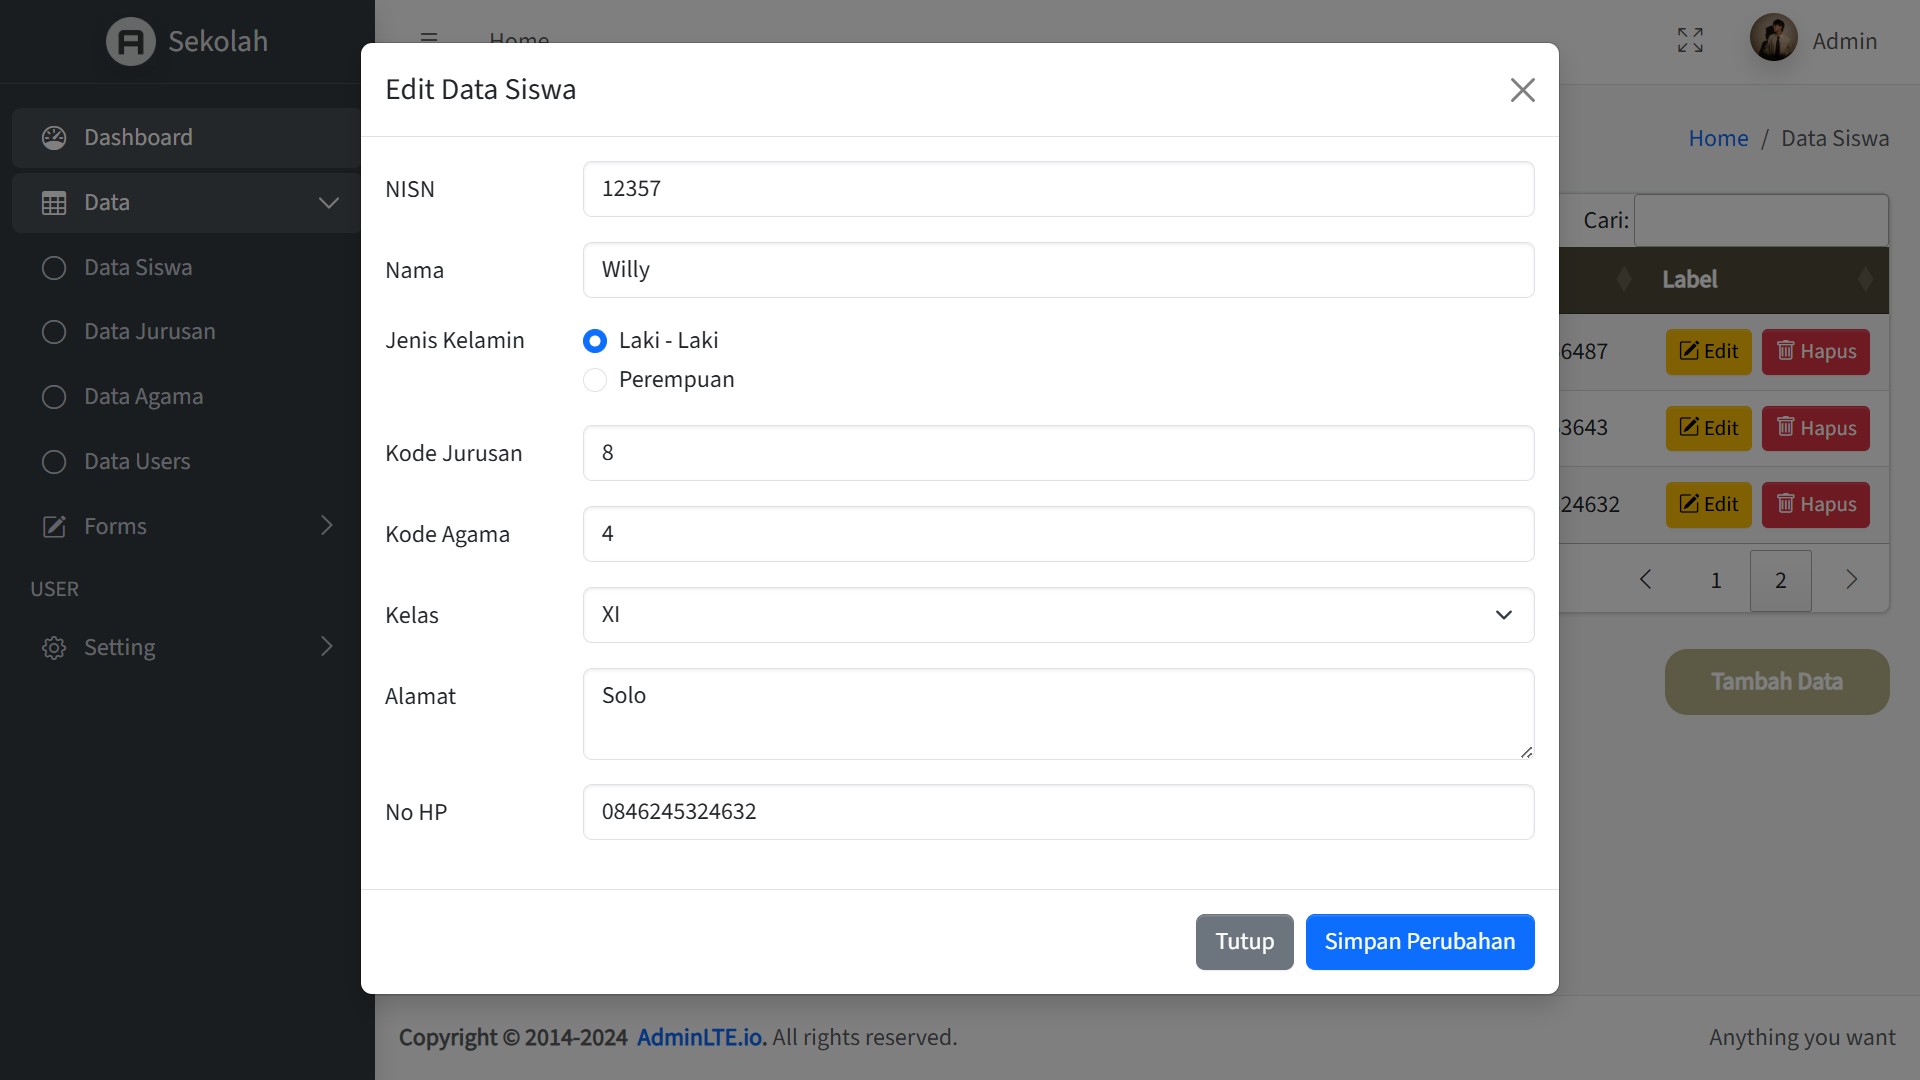 Sekolah
Home
Admin
Dashboard
Data
Data Siswa
Data Jurusan
Data Agama
Data Users
Forms
USER
Setting
Edit Data Siswa
NISN 12357
Nama Willy
Jenis Kelamin Laki - Laki
Perempuan
Kode Jurusan 8
Kode Agama 4
Kelas XI
Alamat Solo
No HP 0846245324632
Tutup Simpan Perubahan
Home / Data Siswa
Cari:
Label
6487 Edit Hapus
3643 Edit Hapus
24632 Edit Hapus
1 2
Tambah Data
Copyright © 2014-2024 AdminLTE.io. All rights reserved.
Anything you want